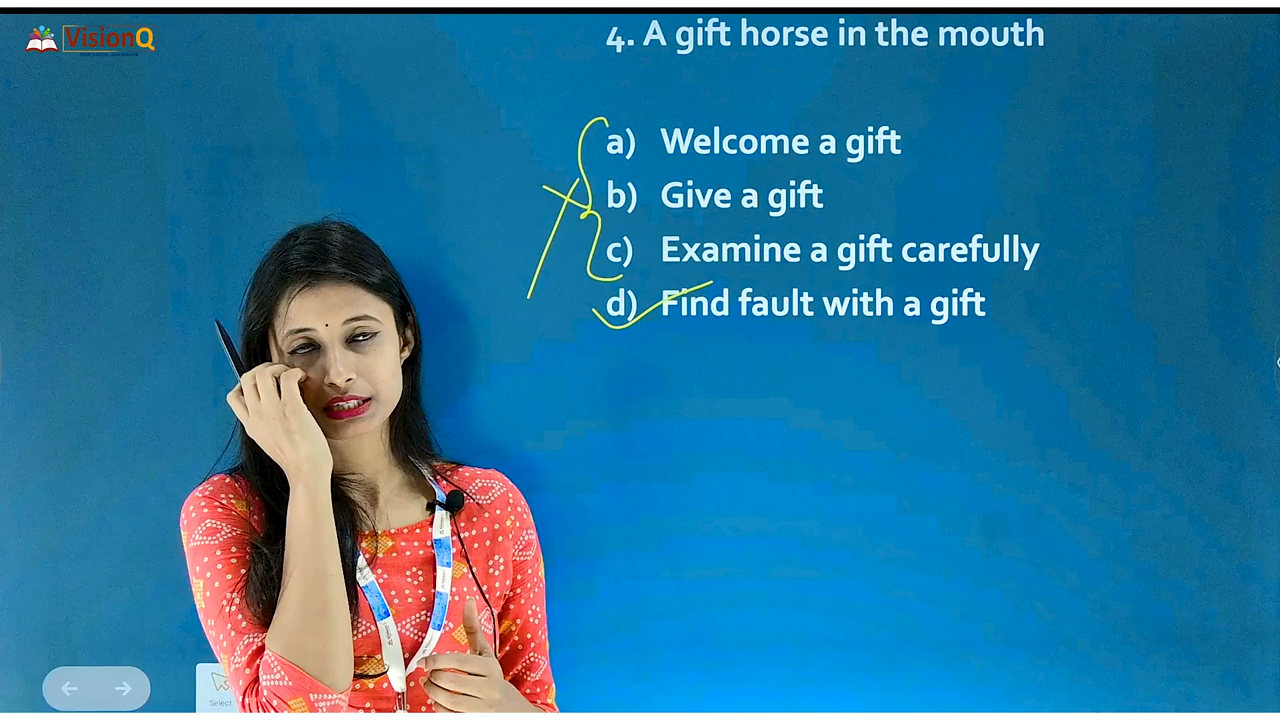 VisionQ
4. A gift horse in the mouth
a) Welcome a gift
b) Give a gift
c) Examine a gift carefully
d) Find fault with a gift
Select